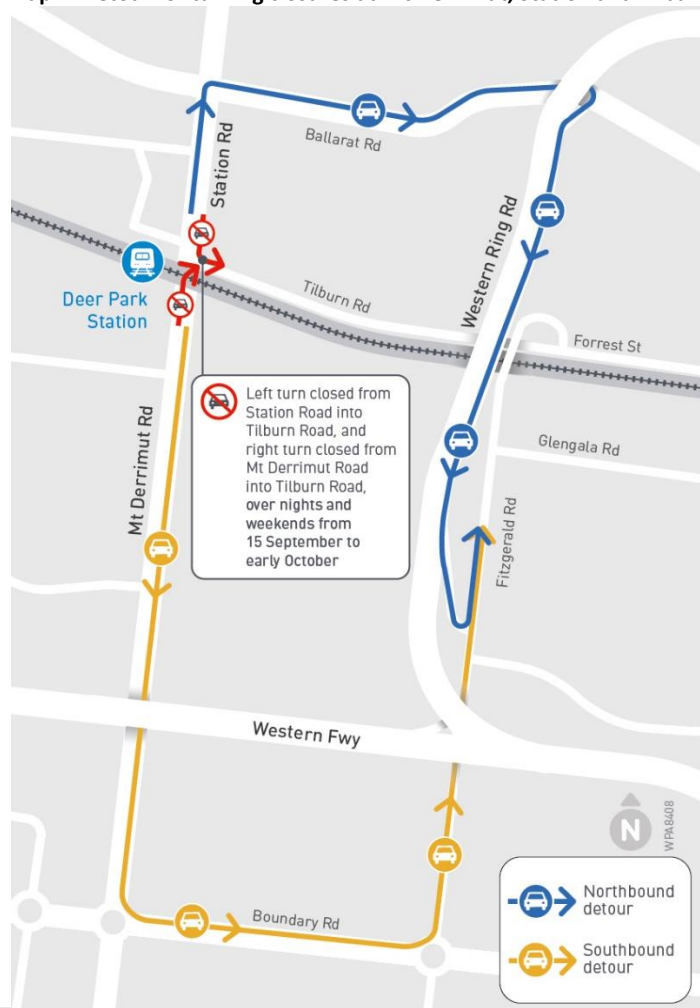 Station Rd
Ballarat Rd
Western Ring Rd
Deer Park
Station
Tilburn Rd
Forrest St
Mt Derrimut Rd
Left turn closed from
Station Road into
Tilburn Road, and
right turn closed from
Mt Derrimut Road
into Tilburn Road,
over nights and
weekends from
15 September to
early October
Glengala Rd
Fitzgerald Rd
Western Fwy
N
WPA8408
Boundary Rd
Northbound
detour
Southbound
detour